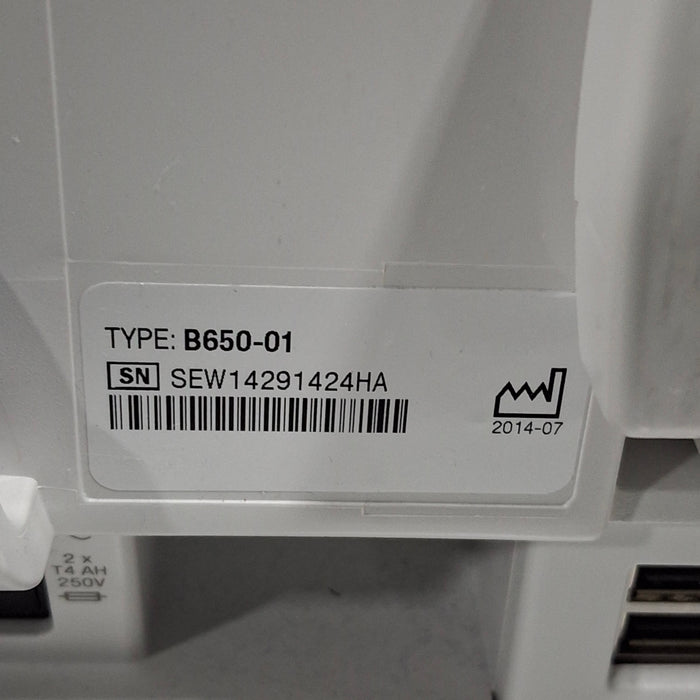 TYPE: B650-01
SN SEW14291424HA
2014-07
2 x
T4 AH
250V